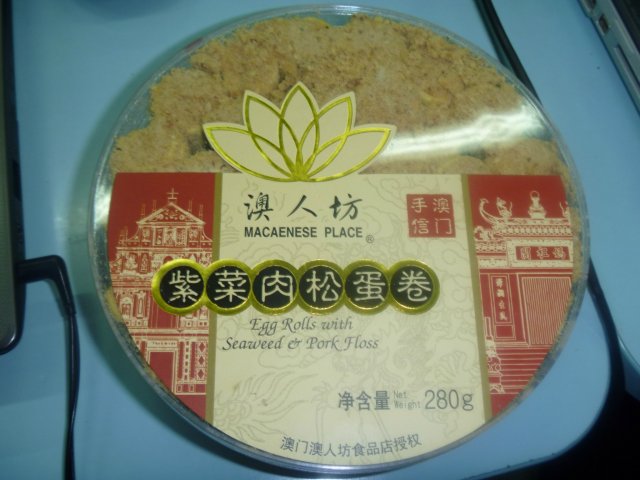 澳人坊
MACAENESE PLACE®
澳门
手信
紫菜肉松蛋卷
Egg Rolls with
Seaweed & Pork Floss
净含量 Net Weight 280g
澳门澳人坊食品店授权